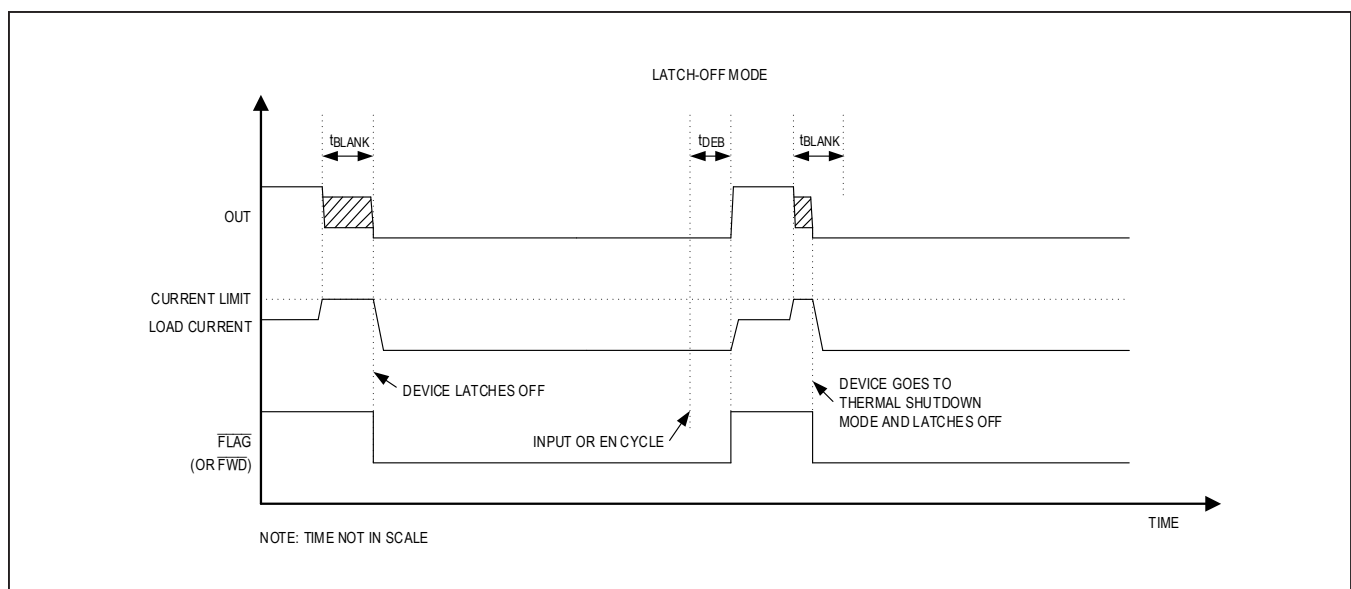 LATCH-OFF MODE
tBLANK
tDEB
tBLANK
OUT
CURRENT LIMIT
LOAD CURRENT
DEVICE LATCHES OFF
DEVICE GOES TO
THERMAL SHUTDOWN
MODE AND LATCHES OFF
INPUT OR EN CYCLE
FLAG
(OR FWD)
TIME
NOTE: TIME NOT IN SCALE